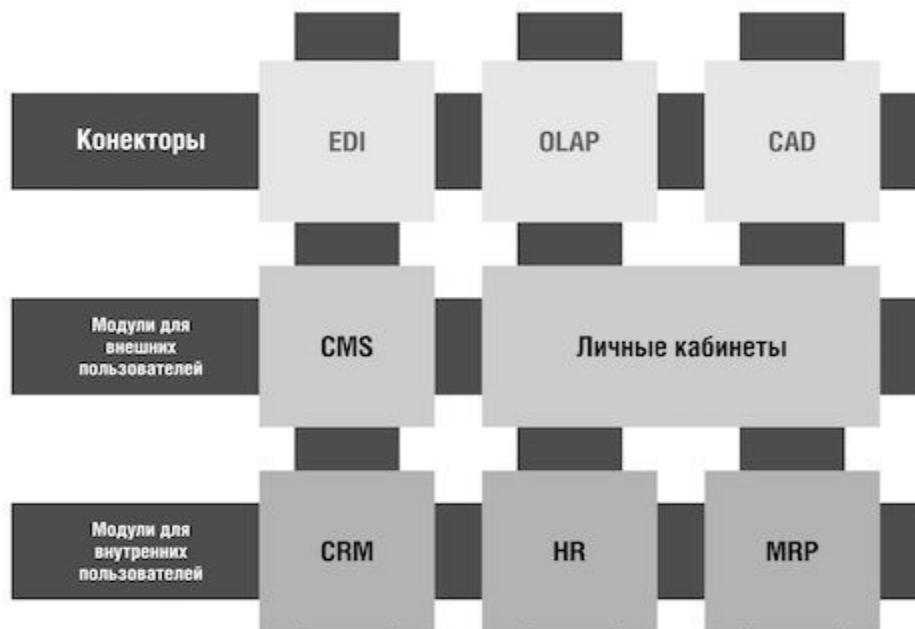 Конекторы
EDI
OLAP
CAD
Модули для
внешних
пользователей
CMS
Личные кабинеты
Модули для
внутренних
пользователей
CRM
HR
MRP